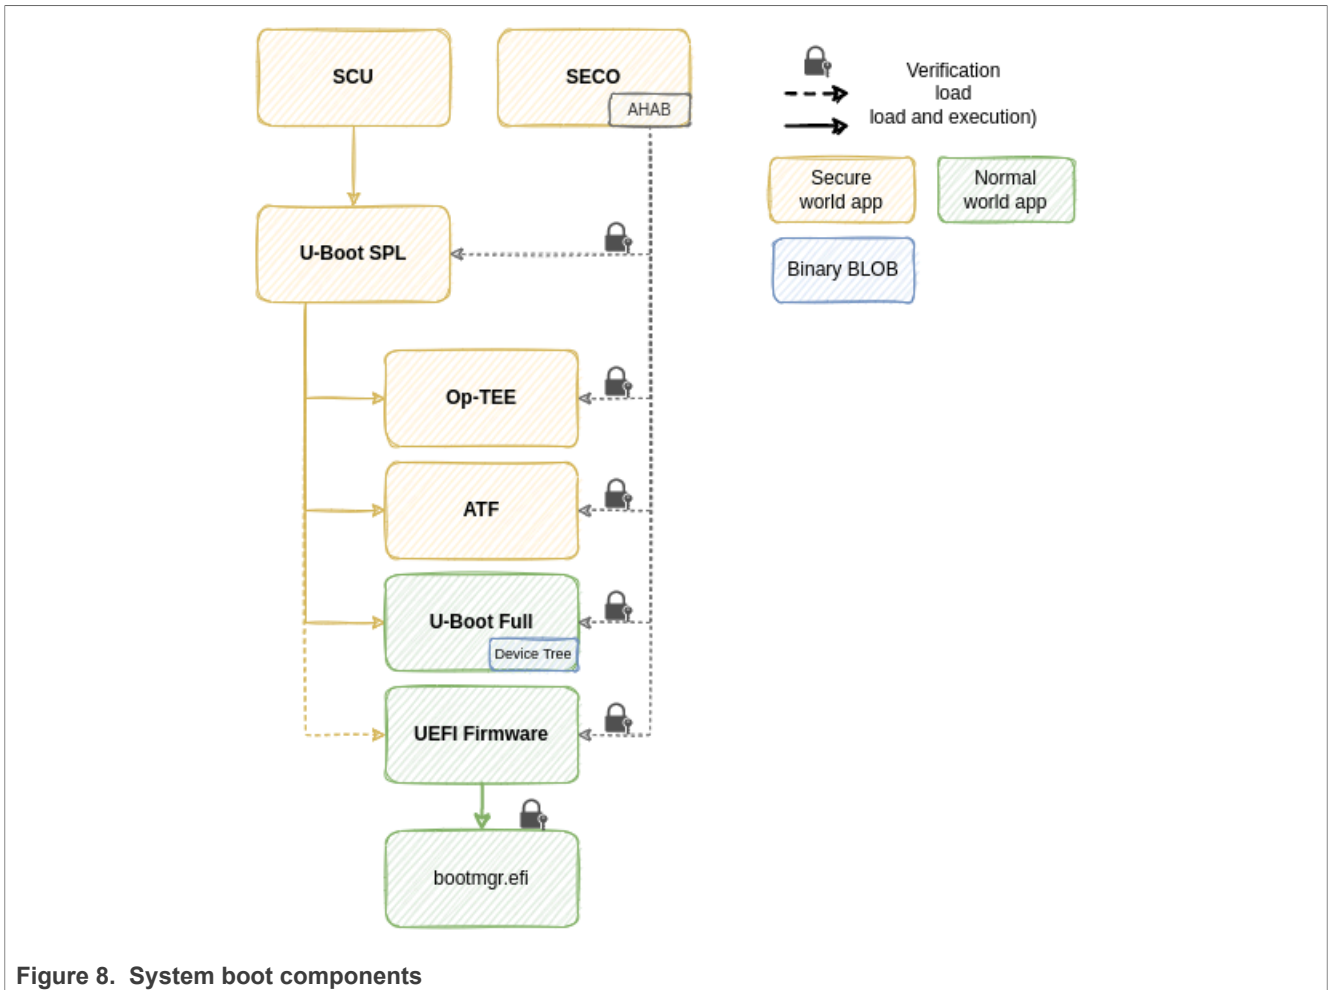 SCU
SECO
AHAB
Verification
load
load and execution)
Secure
world app
Normal
world app
Binary BLOB
U-Boot SPL
Op-TEE
ATF
U-Boot Full
Device Tree
UEFI Firmware
bootmgr.efi
Figure 8. System boot components